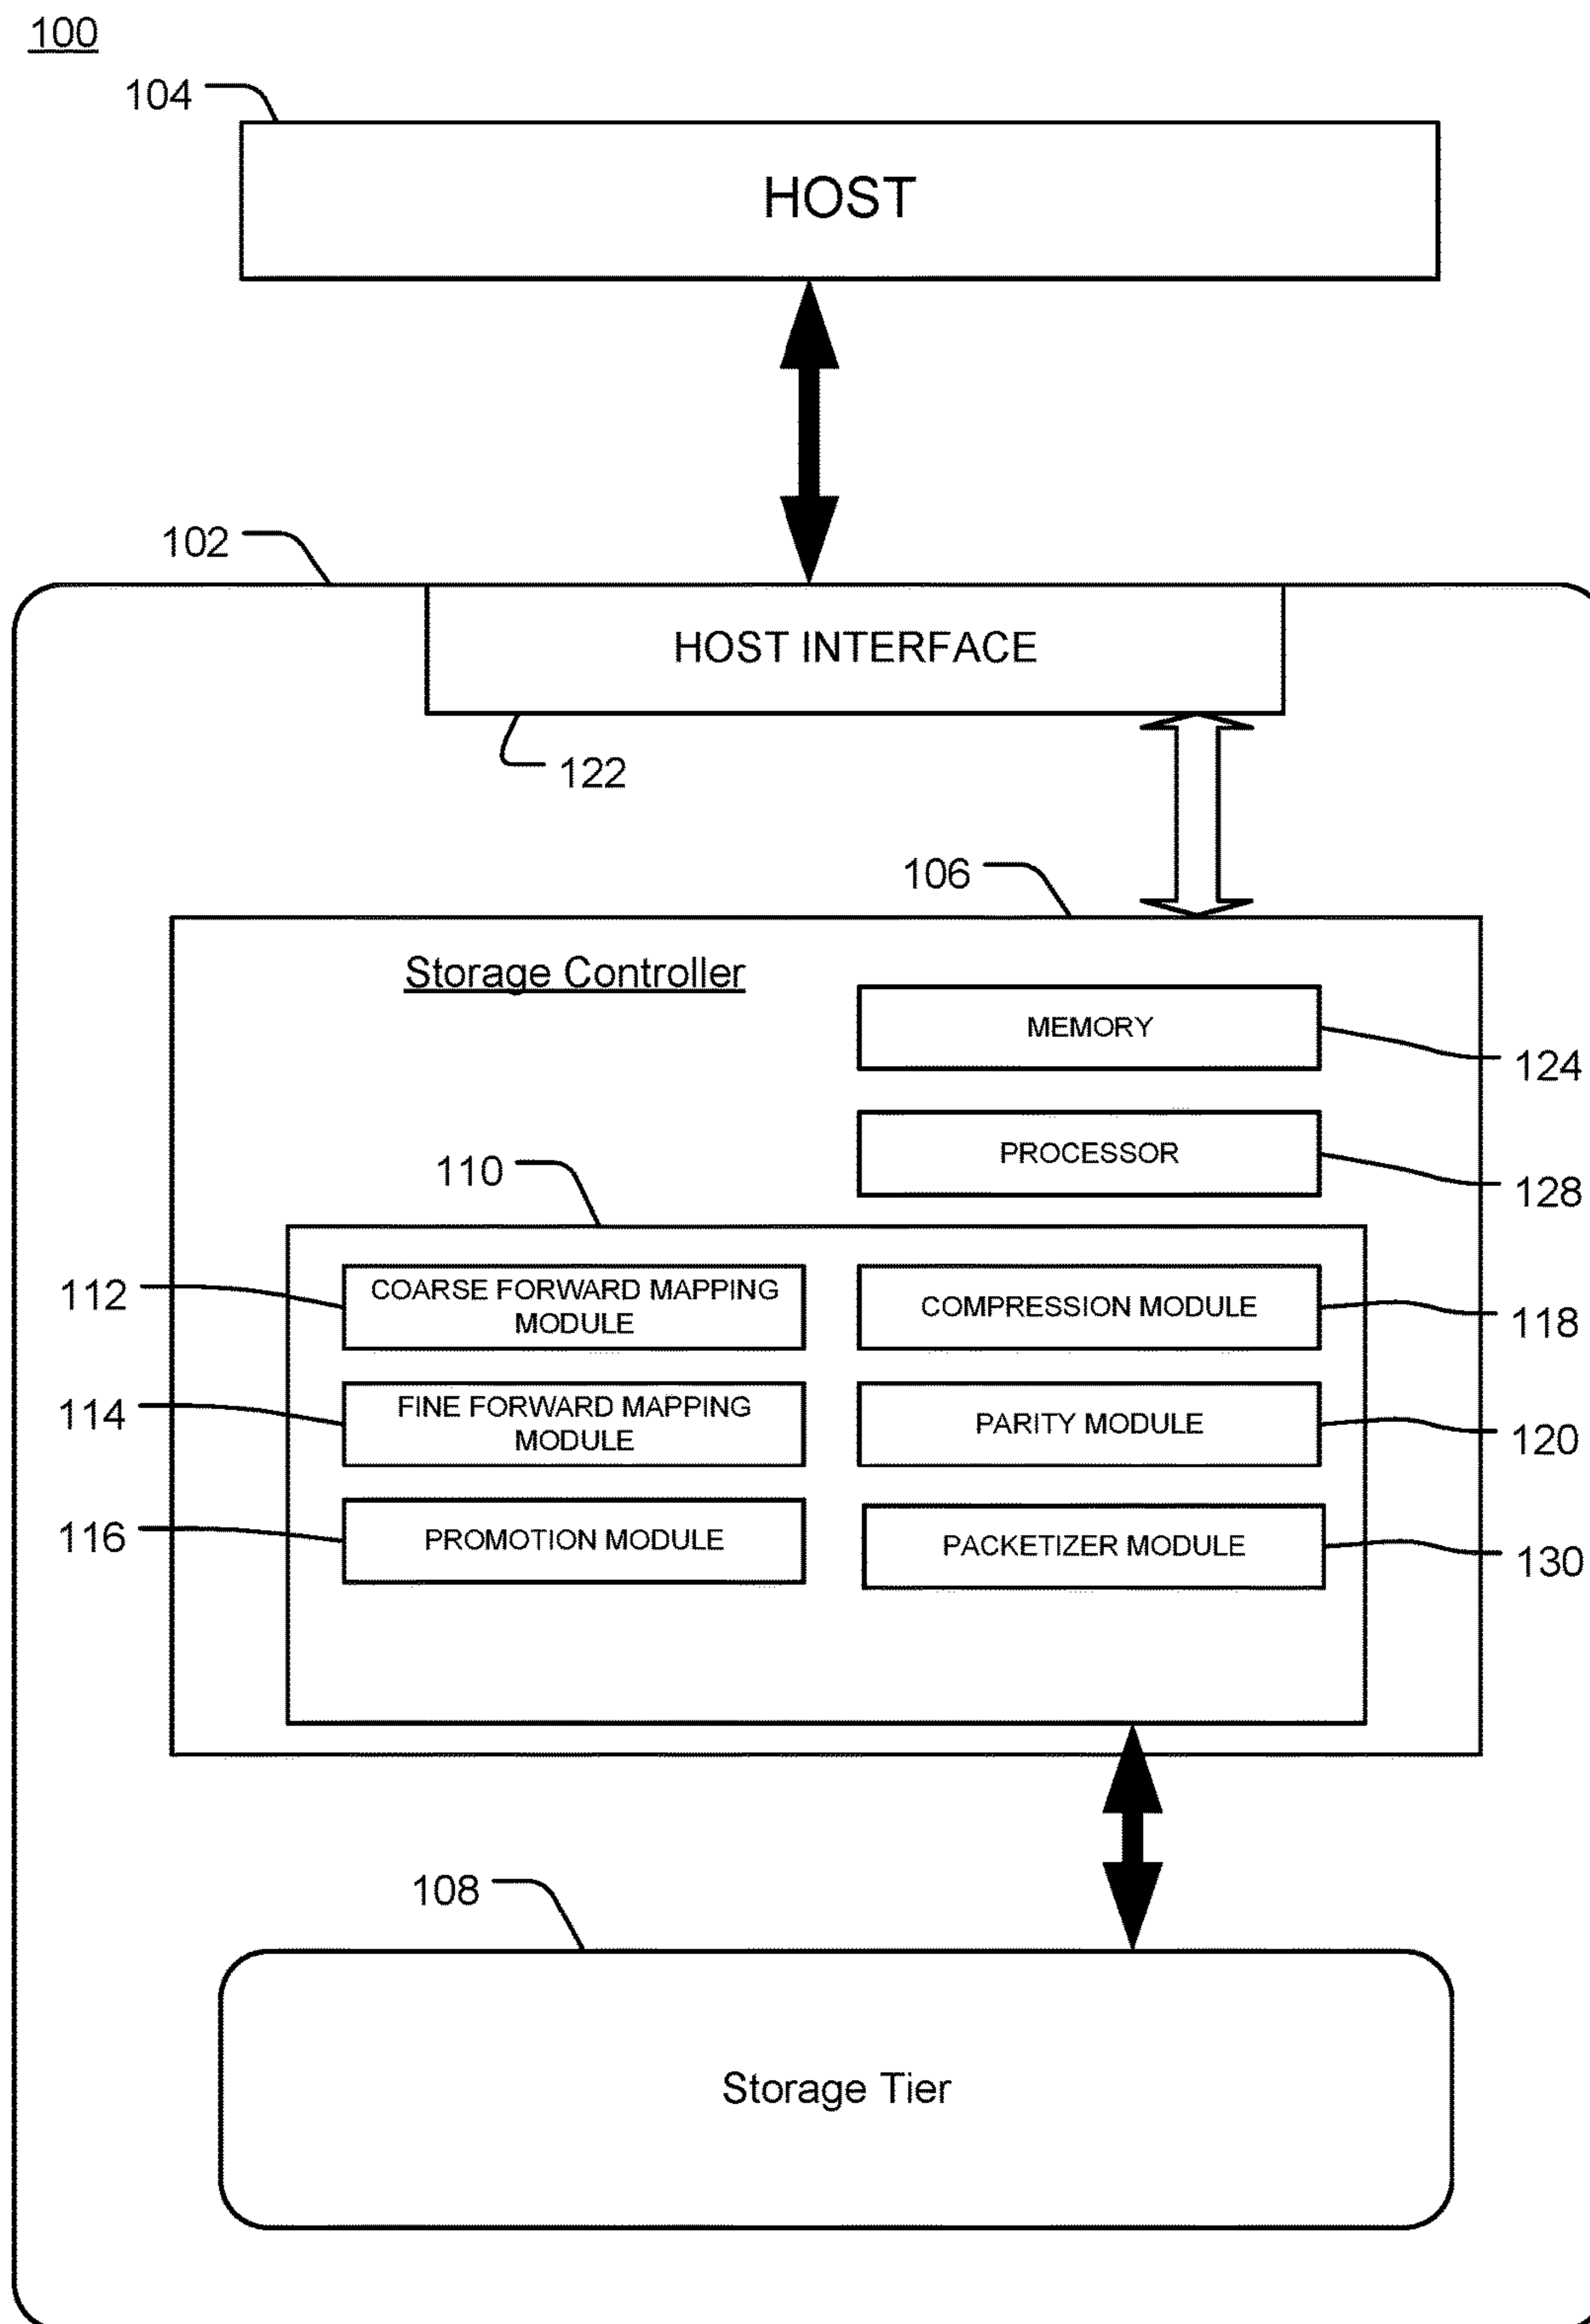 100
104
HOST
102
HOST INTERFACE
122
106
Storage Controller
MEMORY
124
PROCESSOR
128
110
112
COARSE FORWARD MAPPING
MODULE
COMPRESSION MODULE
118
114
FINE FORWARD MAPPING
MODULE
PARITY MODULE
120
116
PROMOTION MODULE
PACKETIZER MODULE
130
108
Storage Tier